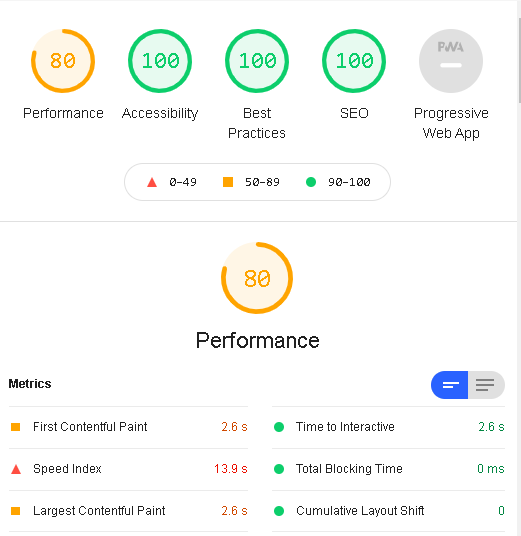 80 100 100 100 PWA
Performance Accessibility Best Practices SEO Progressive Web App
0–49 50–89 90–100
80
Performance
Metrics
First Contentful Paint 2.6 s
Time to Interactive 2.6 s
Speed Index 13.9 s
Total Blocking Time 0 ms
Largest Contentful Paint 2.6 s
Cumulative Layout Shift 0